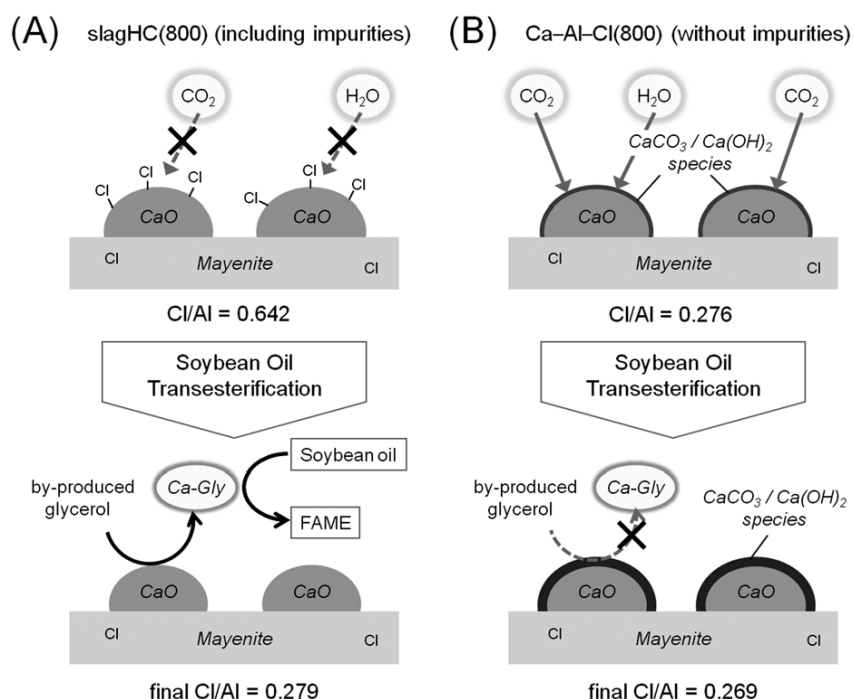 (A) slagHC(800) (including impurities)
CO2
H2O
Cl
Cl
Cl
Cl
Cl
Cl
CaO
CaO
Cl
Mayenite
Cl
Cl/Al = 0.642
Soybean Oil
Transesterification
Soybean oil
by-produced
glycerol
Ca-Gly
FAME
CaO
CaO
Cl
Mayenite
Cl
final Cl/Al = 0.279
(B) Ca–Al–Cl(800) (without impurities)
CO2
H2O
CO2
CaCO3 / Ca(OH)2
species
CaO
CaO
Cl
Mayenite
Cl
Cl/Al = 0.276
Soybean Oil
Transesterification
by-produced
glycerol
Ca-Gly
CaCO3 / Ca(OH)2
species
CaO
CaO
Cl
Mayenite
Cl
final Cl/Al = 0.269